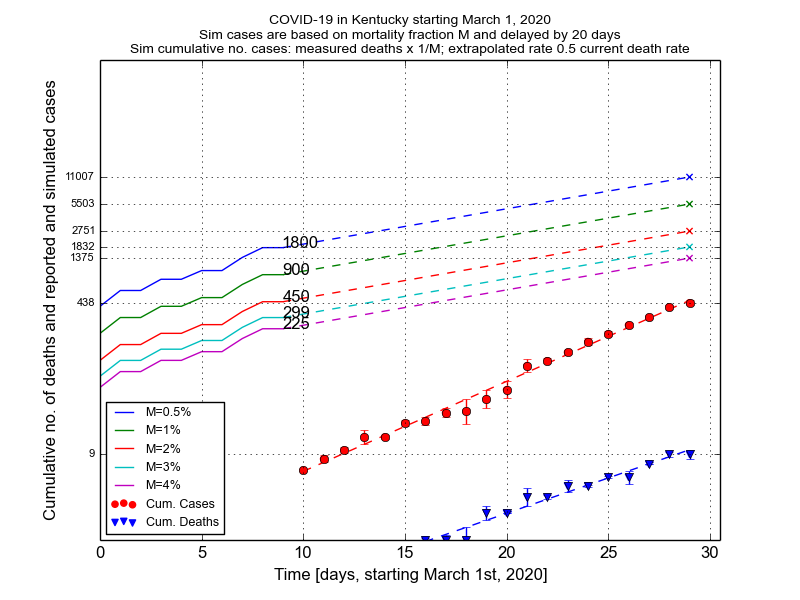 COVID-19 in Kentucky starting March 1, 2020
Sim cases are based on mortality fraction M and delayed by 20 days
Sim cumulative no. cases: measured deaths x 1/M; extrapolated rate 0.5 current death rate
Cumulative no. of deaths and reported and simulated cases
11007
5503
2751
1832
1375
438
9
1800
900
450
299
225
M=0.5%
M=1%
M=2%
M=3%
M=4%
Cum. Cases
Cum. Deaths
0 5 10 15 20 25 30
Time [days, starting March 1st, 2020]